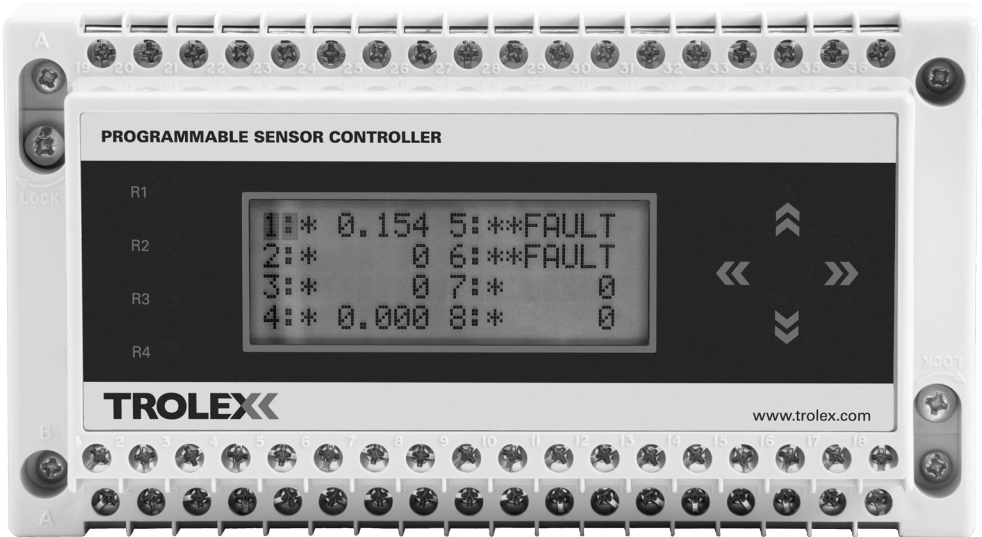 A
19 20 21 22 23 24 25 26 27 28 29 30 31 32 33 34 35 36
PROGRAMMABLE SENSOR CONTROLLER
LOCK
R1
R2
R3
R4
1:* 0.154 5:**FAULT
2:* 0 6:**FAULT
3:* 0 7:* 0
4:* 0.000 8:* 0
LOCK
TROLEX
www.trolex.com
B
2 3 4 5 6 7 8 9 10 11 12 13 14 15 16 17 18
A